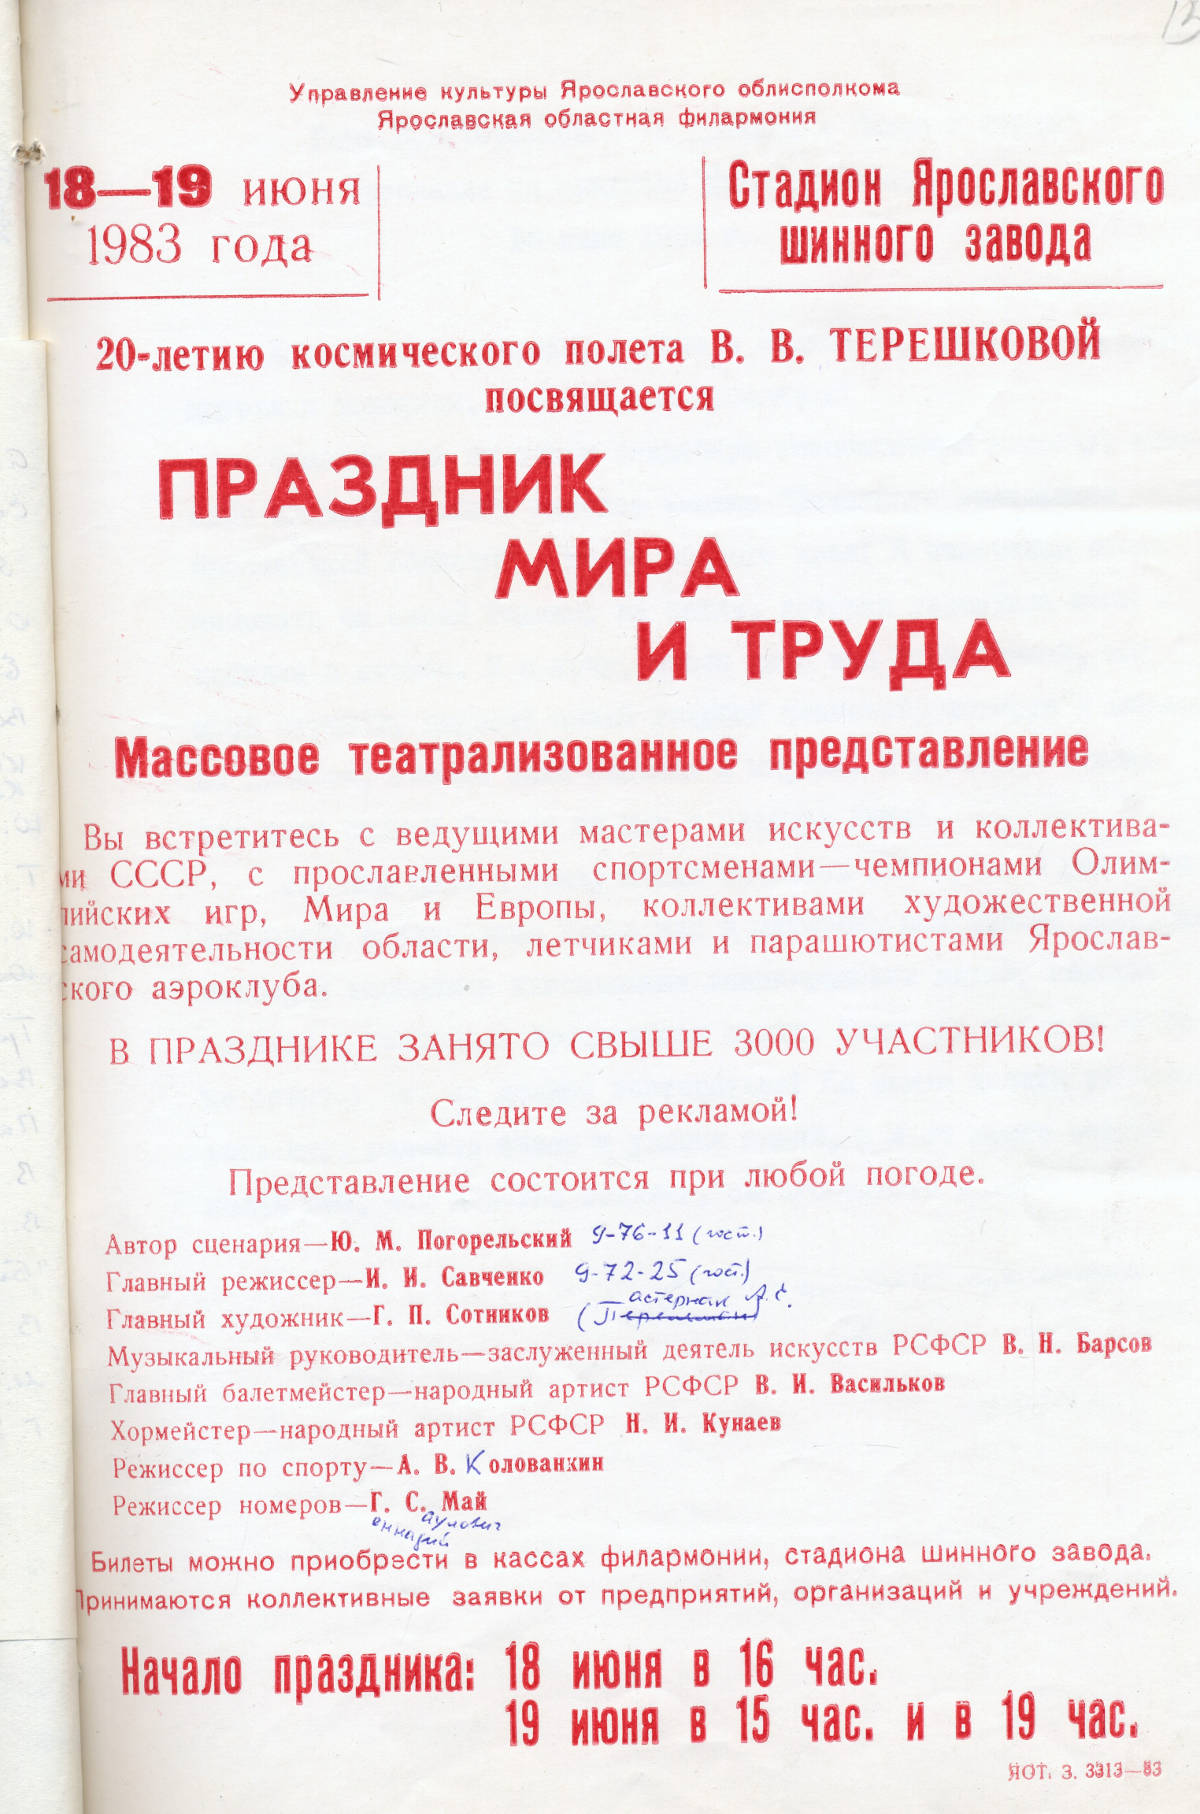 Управление культуры Ярославского облисполкома
Ярославская областная филармония
18—19 июня
1983 года
Стадион Ярославского
шинного завода
20-летию космического полета В. В. ТЕРЕШКОВОЙ
посвящается
ПРАЗДНИК
МИРА
И ТРУДА
Массовое театрализованное представление
Вы встретитесь с ведущими мастерами искусств и коллектива-
ми СССР, с прославленными спортсменами—чемпионами Олим-
пийских игр, Мира и Европы, коллективами художественной
самодеятельности области, летчиками и парашютистами Ярослав-
ского аэроклуба.
В ПРАЗДНИКЕ ЗАНЯТО СВЫШЕ 3000 УЧАСТНИКОВ!
Следите за рекламой!
Представление состоится при любой погоде.
Автор сценария—Ю. М. Погорельский 9-76-11 (гост.)
Главный режиссер—И. И. Савченко 9-72-25 (гост.)
Главный художник—Г. П. Сотников (Пастернак А. С.
Музыкальный руководитель—заслуженный деятель искусств РСФСР В. Н. Барсов
Главный балетмейстер—народный артист РСФСР В. И. Васильков
Хормейстер—народный артист РСФСР Н. И. Кунаев
Режиссер по спорту—А. В. Колованкин
Режиссер номеров—Г. С. Май
еннадий аулович
Билеты можно приобрести в кассах филармонии, стадиона шинного завода.
Принимаются коллективные заявки от предприятий, организаций и учреждений.
Начало праздника: 18 июня в 16 час.
19 июня в 15 час. и в 19 час.
ЯОТ. З. 3313—83